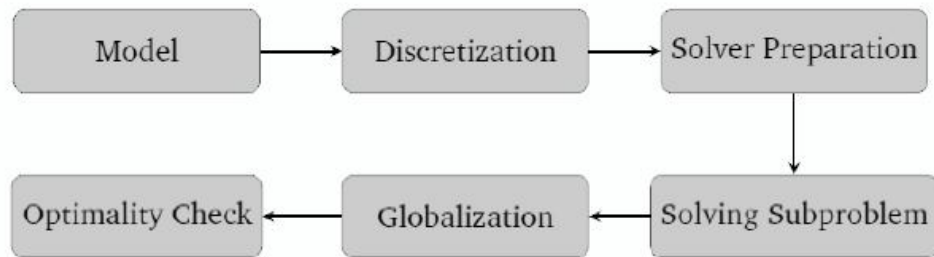 Model
Discretization
Solver Preparation
Solving Subproblem
Globalization
Optimality Check